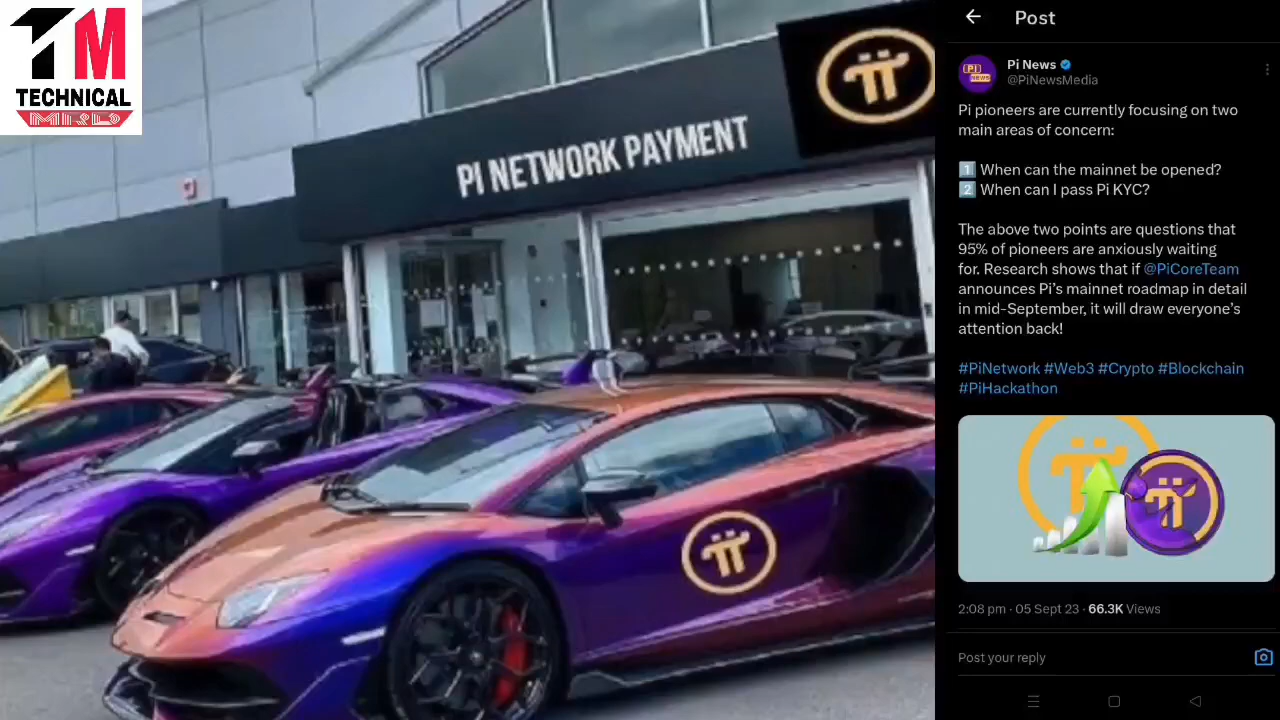 TM
TECHNICAL
MIRSD
PI NETWORK PAYMENT
Post
Pi News
@PiNewsMedia
Pi pioneers are currently focusing on two
main areas of concern:
1 When can the mainnet be opened?
2 When can I pass Pi KYC?
The above two points are questions that
95% of pioneers are anxiously waiting
for. Research shows that if @PiCoreTeam
announces Pi’s mainnet roadmap in detail
in mid-September, it will draw everyone’s
attention back!
#PiNetwork #Web3 #Crypto #Blockchain
#PiHackathon
2:08 pm · 05 Sept 23 · 66.3K Views
Post your reply